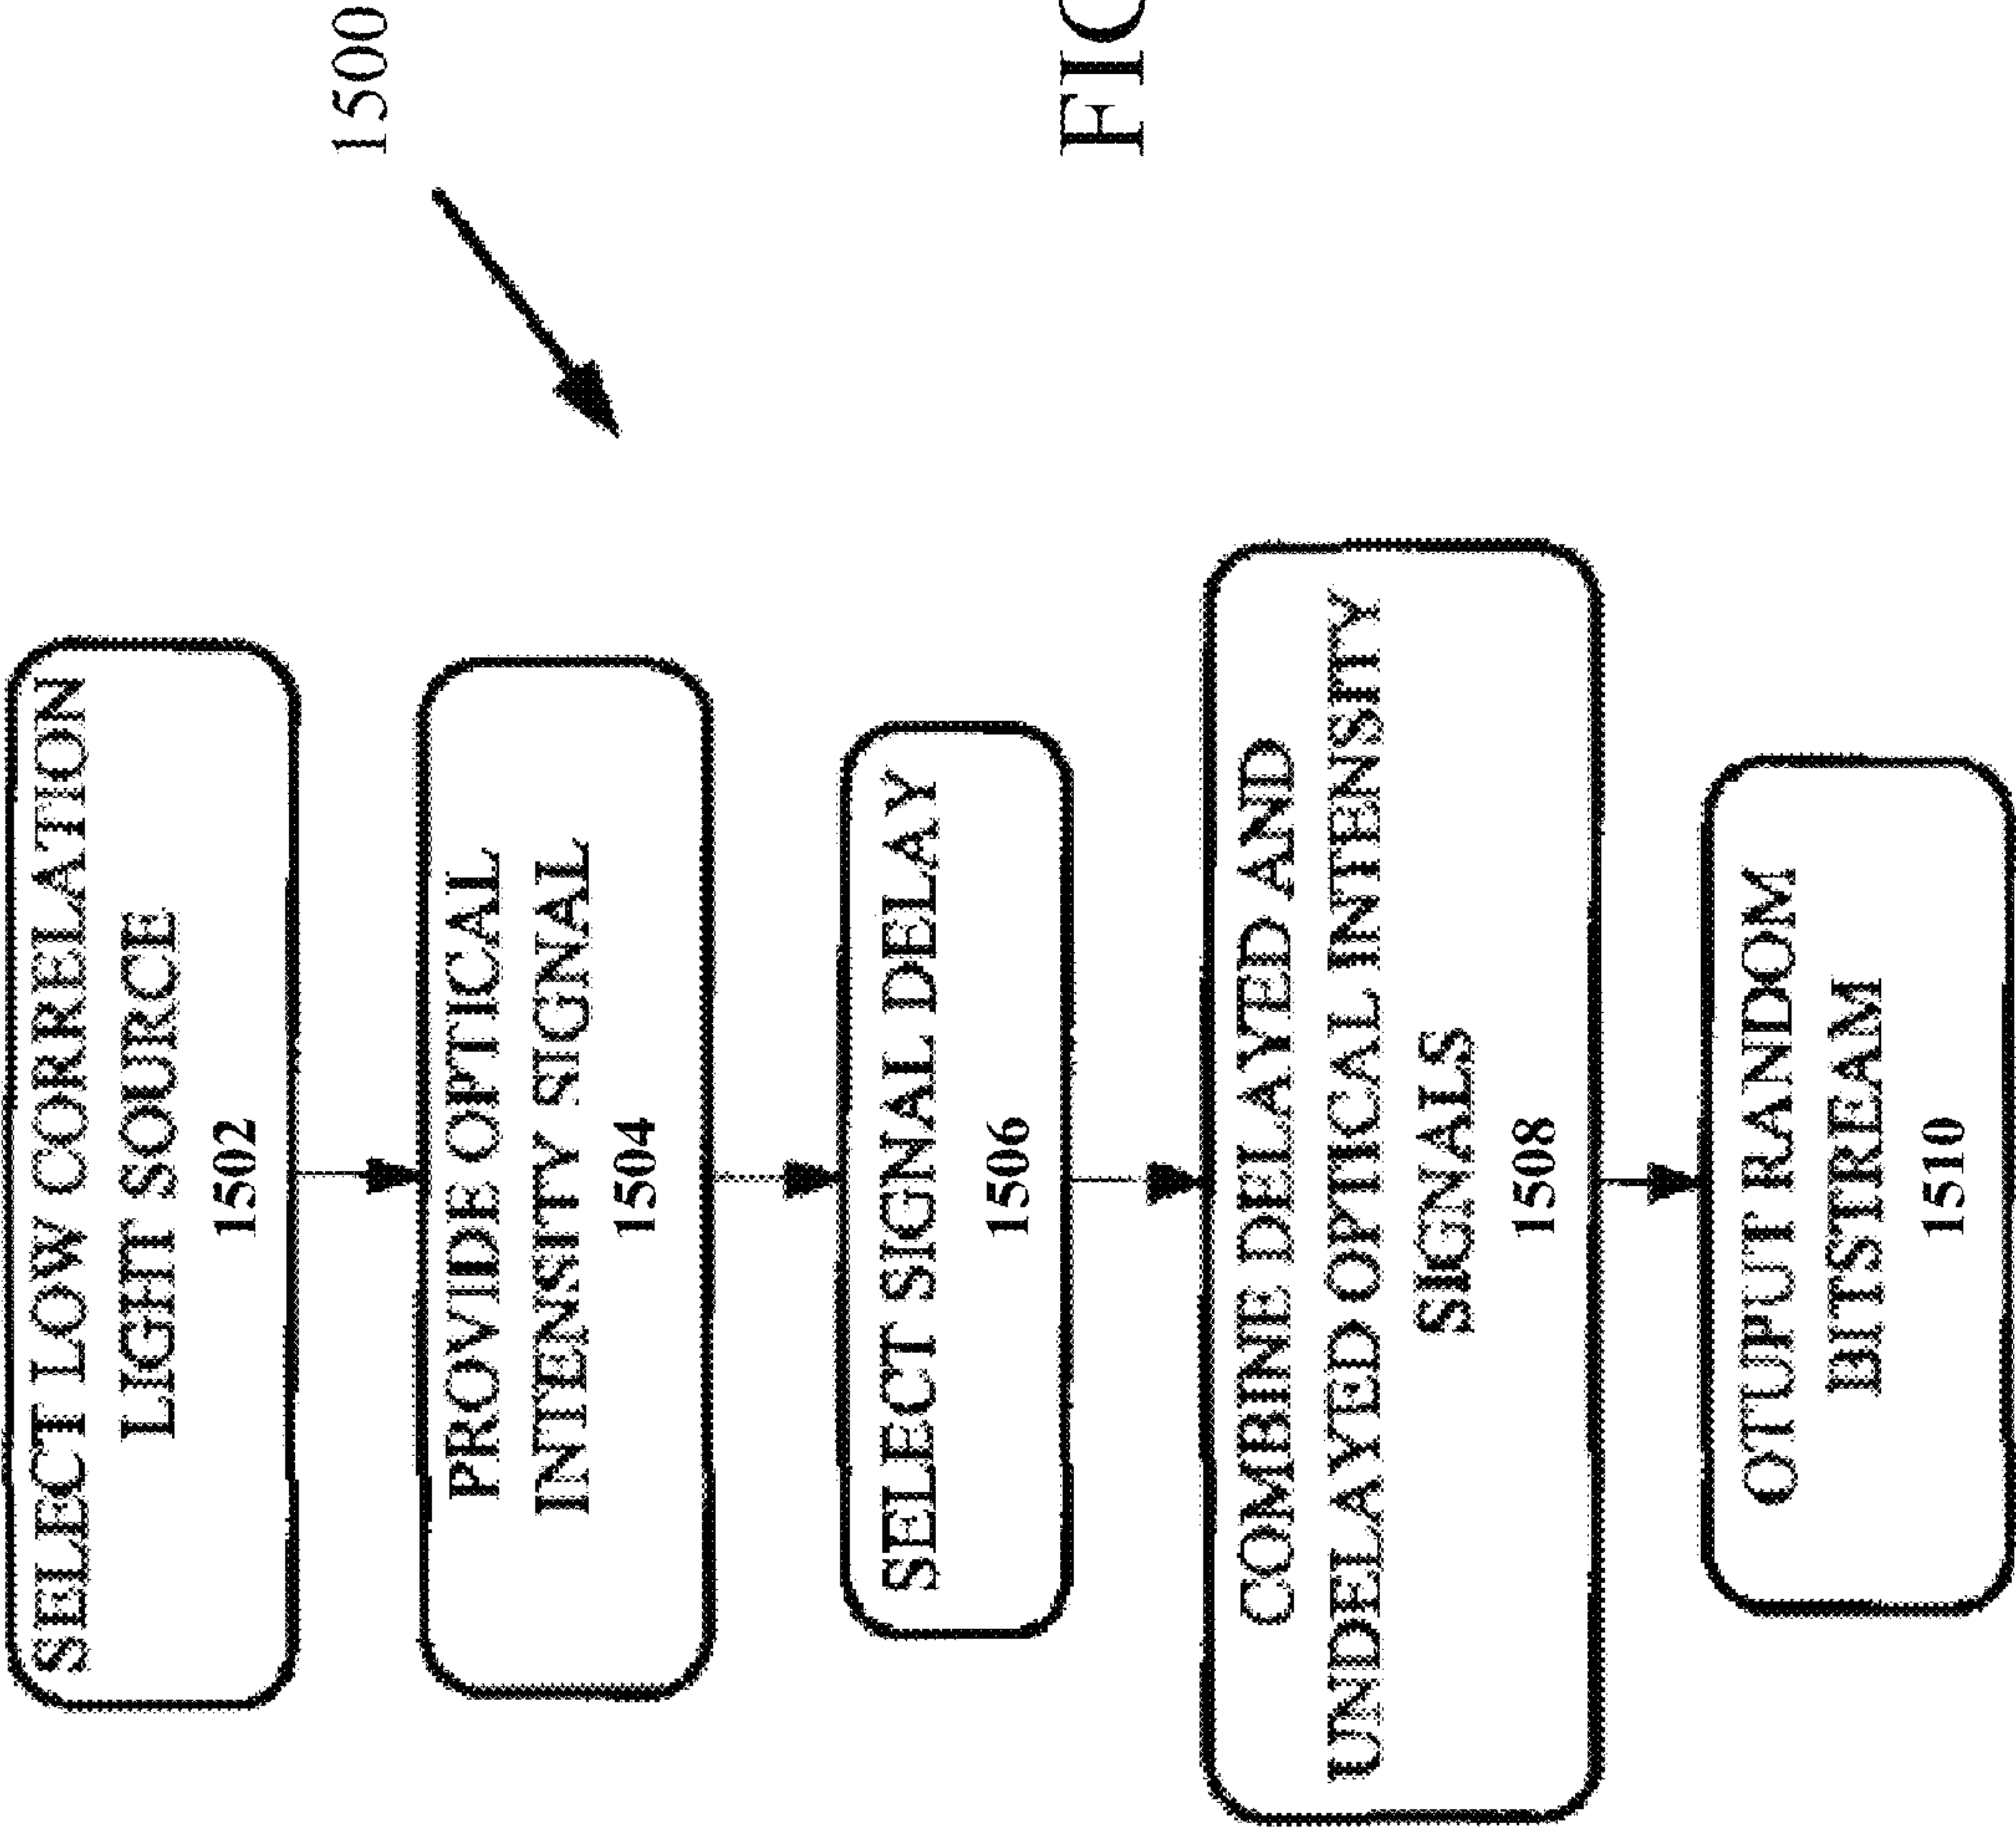 SELECT LOW CORRELATION
LIGHT SOURCE
1502
PROVIDE OPTICAL
INTENSITY SIGNAL
1504
SELECT SIGNAL DELAY
1506
COMBINE DELAYED AND
UNDELAYED OPTICAL INTENSITY
SIGNALS
1508
OTUPUT RANDOM
BITSTREAM
1510
1500